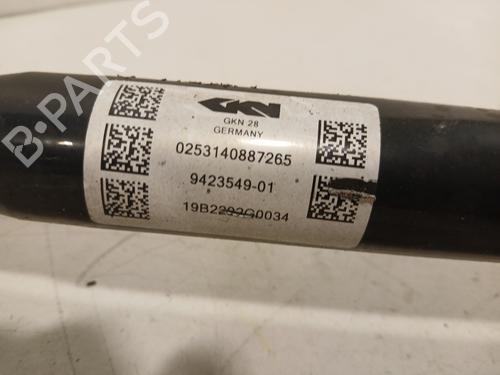 B-PARTS
GKN
GKN 28
GERMANY
0253140887265
9423549-01
19B2292G0034